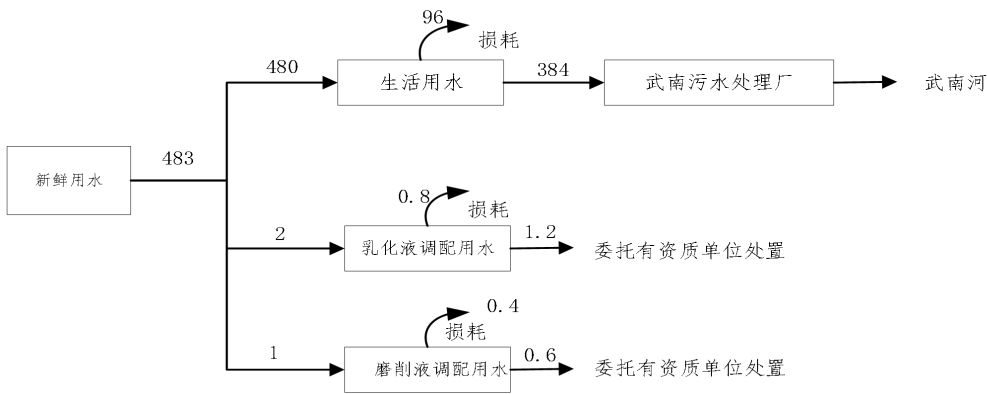 96
损耗
480
生活用水
384
武南污水处理厂
武南河
483
新鲜用水
0.8
损耗
2
乳化液调配用水
1.2
委托有资质单位处置
0.4
损耗
1
磨削液调配用水
0.6
委托有资质单位处置